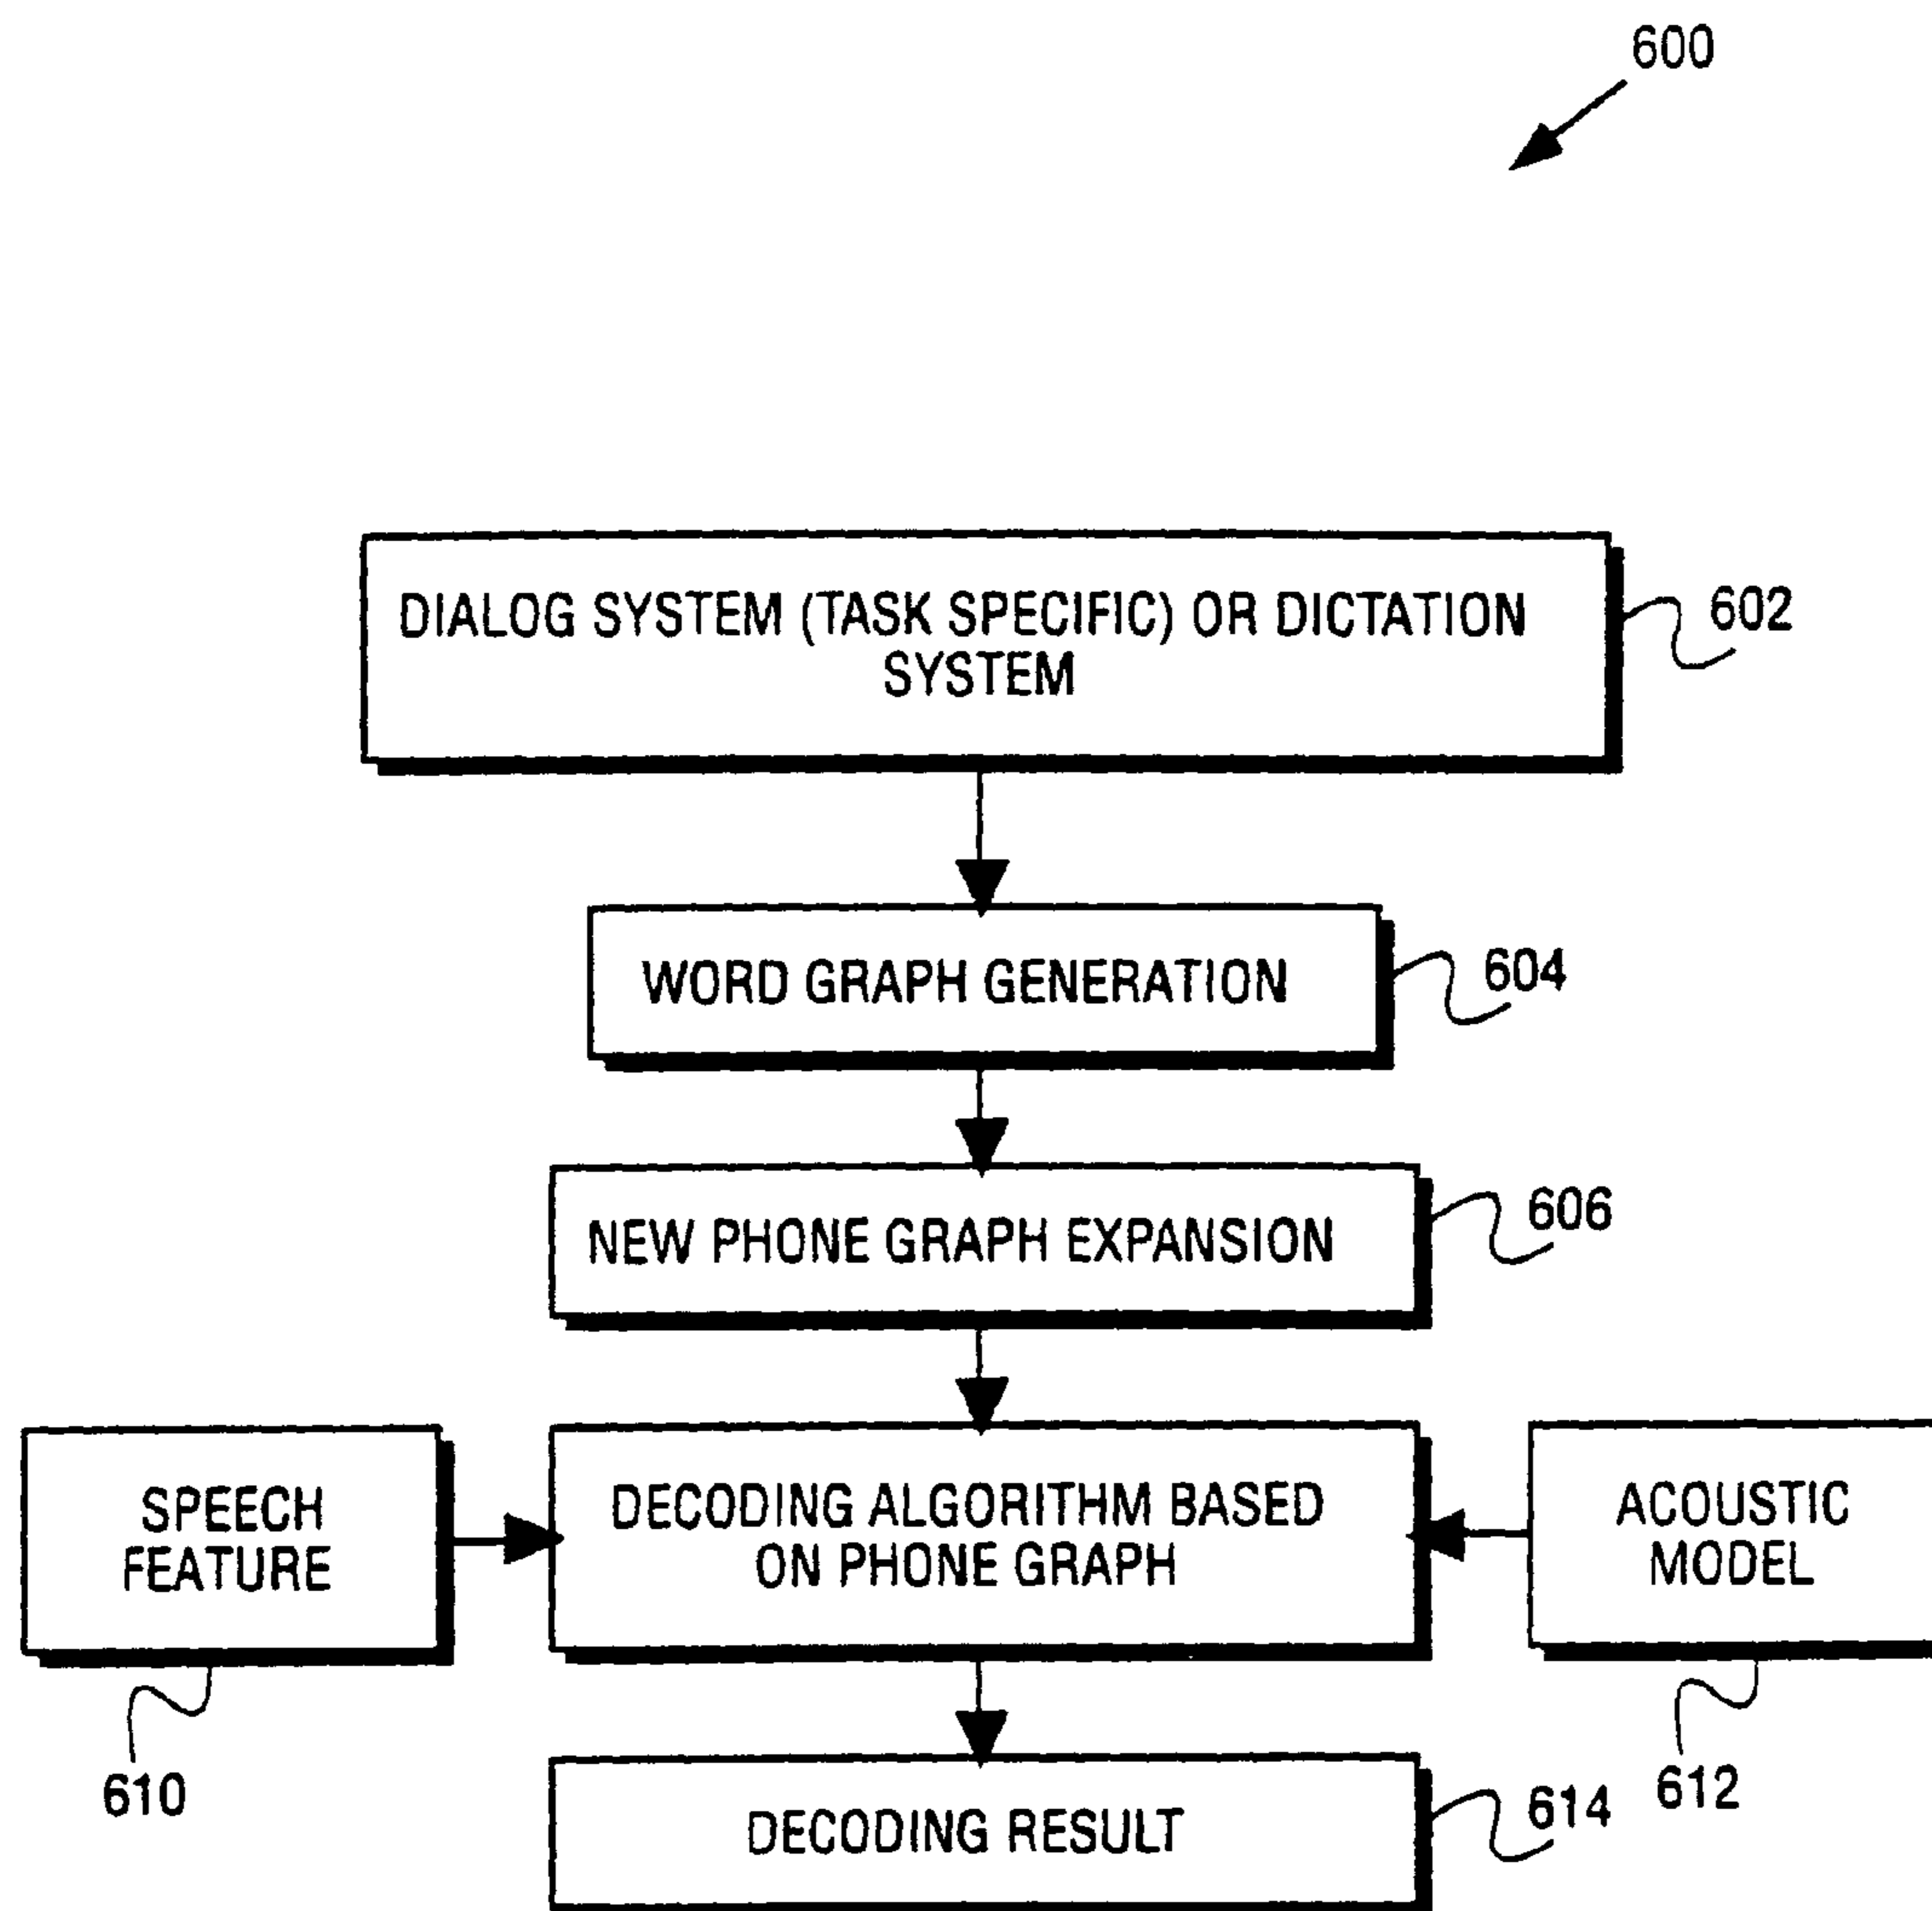 600
DIALOG SYSTEM (TASK SPECIFIC) OR DICTATION
SYSTEM
602
WORD GRAPH GENERATION
604
NEW PHONE GRAPH EXPANSION
606
SPEECH
FEATURE
610
DECODING ALGORITHM BASED
ON PHONE GRAPH
ACOUSTIC
MODEL
612
DECODING RESULT
614